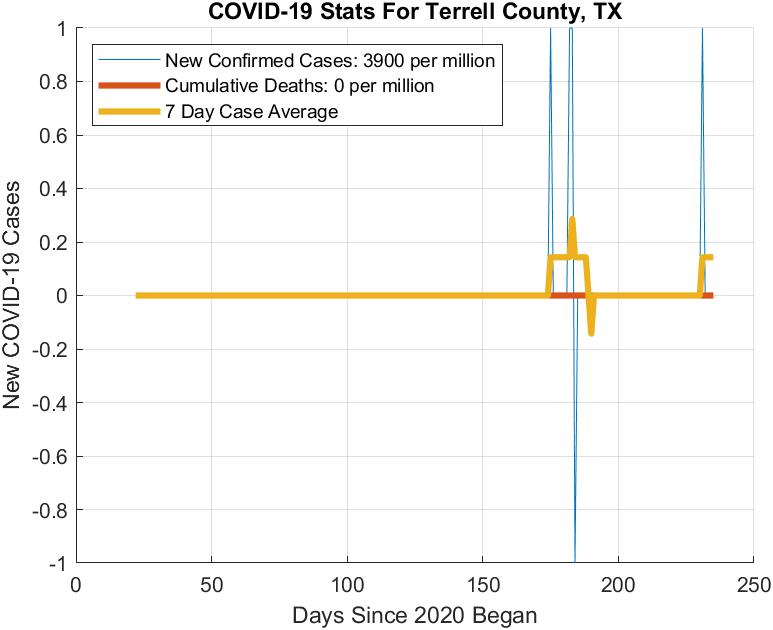 COVID-19 Stats For Terrell County, TX
New Confirmed Cases: 3900 per million
Cumulative Deaths: 0 per million
7 Day Case Average
New COVID-19 Cases
1
0.8
0.6
0.4
0.2
0
-0.2
-0.4
-0.6
-0.8
-1
0 50 100 150 200 250
Days Since 2020 Began